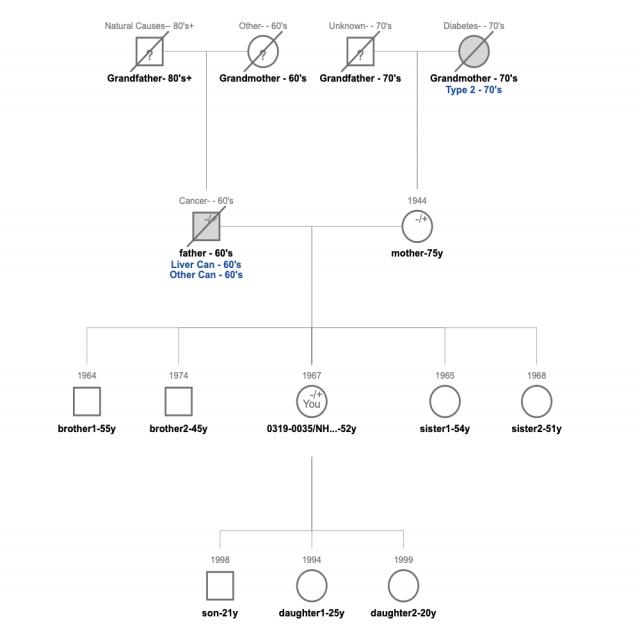 Natural Causes-- 80's+
Other- - 60's
Unknown- - 70's
Diabetes- - 70's
?
?
?
Grandfather- 80's+
Grandmother - 60's
Grandfather - 70's
Grandmother - 70's
Type 2 - 70's
Cancer- - 60's
1944
-/+
-/+
father - 60's
mother-75y
Liver Can - 60's
Other Can - 60's
1964
1974
1967
1965
1968
-/+
You
brother1-55y
brother2-45y
0319-0035/NH...-52y
sister1-54y
sister2-51y
1998
1994
1999
son-21y
daughter1-25y
daughter2-20y